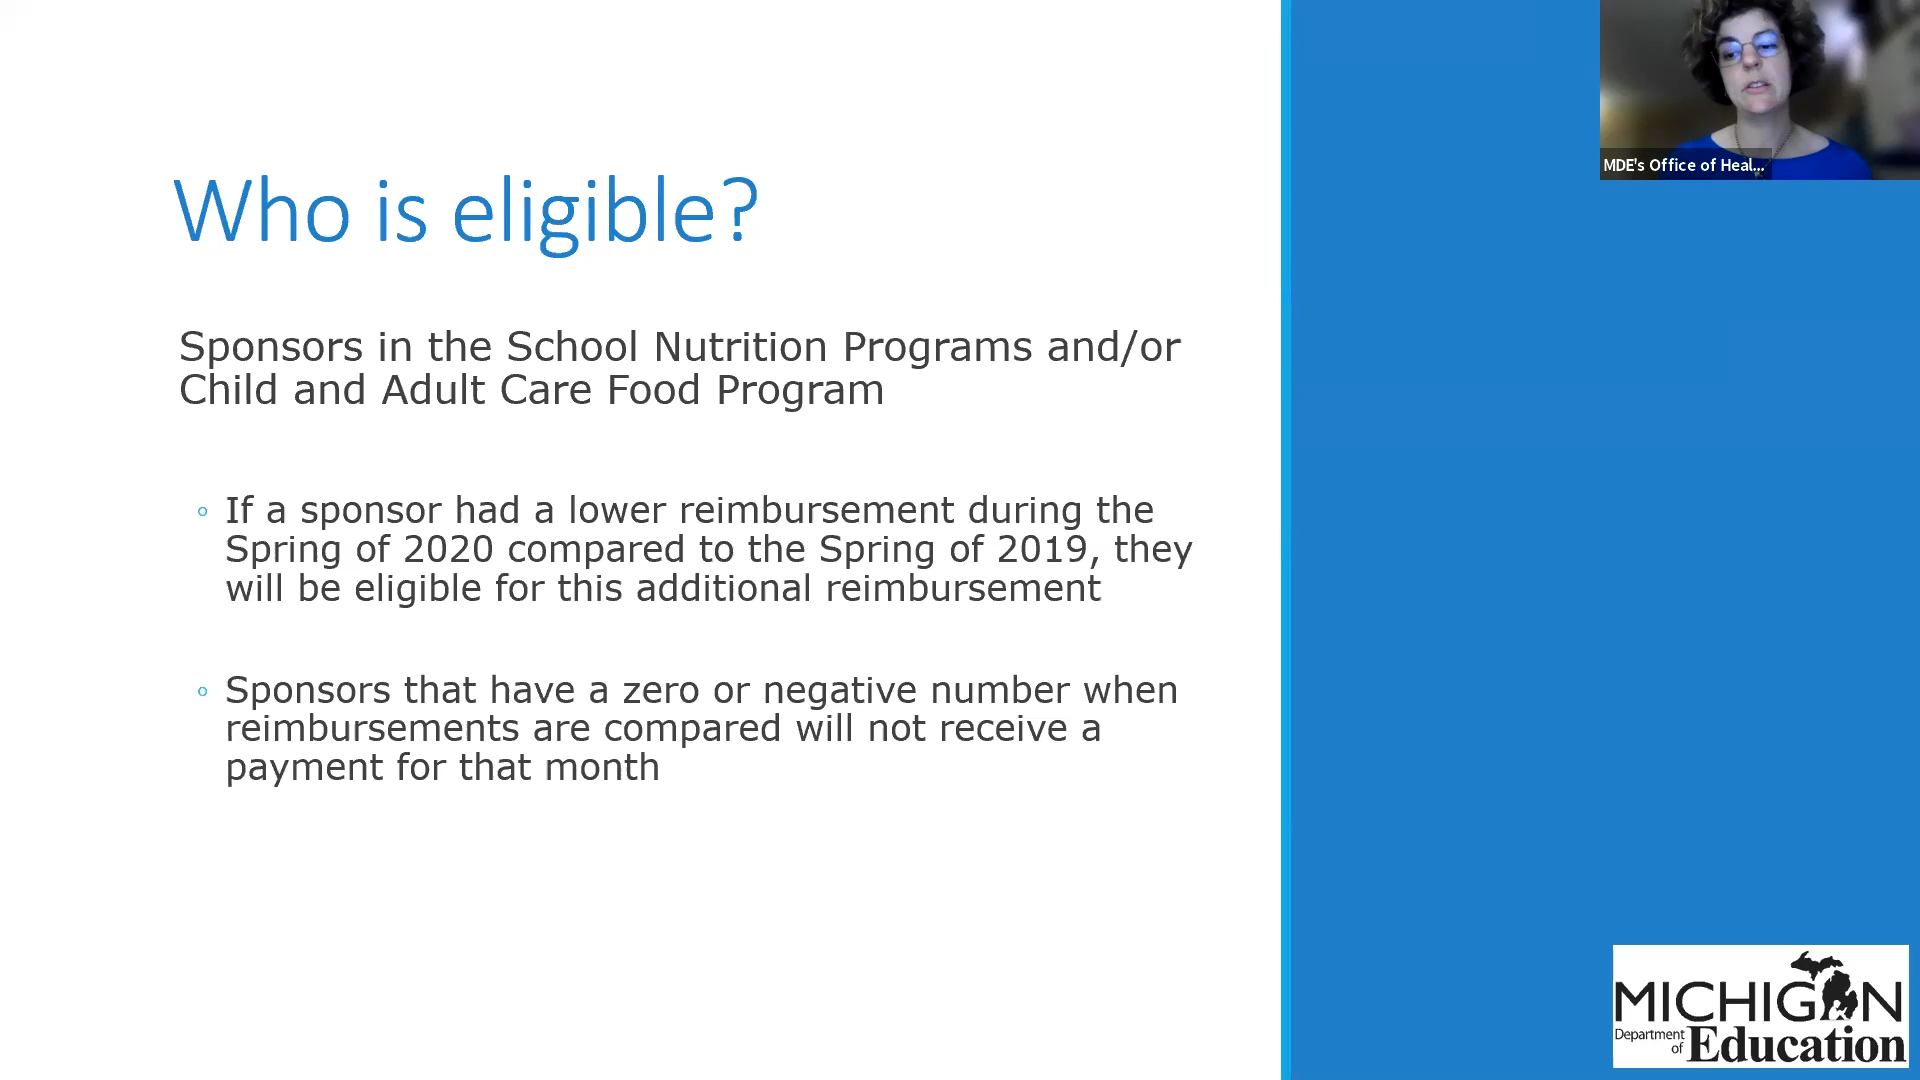 MDE's Office of Heal...
Who is eligible?
Sponsors in the School Nutrition Programs and/or
Child and Adult Care Food Program
◦ If a sponsor had a lower reimbursement during the
Spring of 2020 compared to the Spring of 2019, they
will be eligible for this additional reimbursement
◦ Sponsors that have a zero or negative number when
reimbursements are compared will not receive a
payment for that month
MICHIGAN
Department
of Education